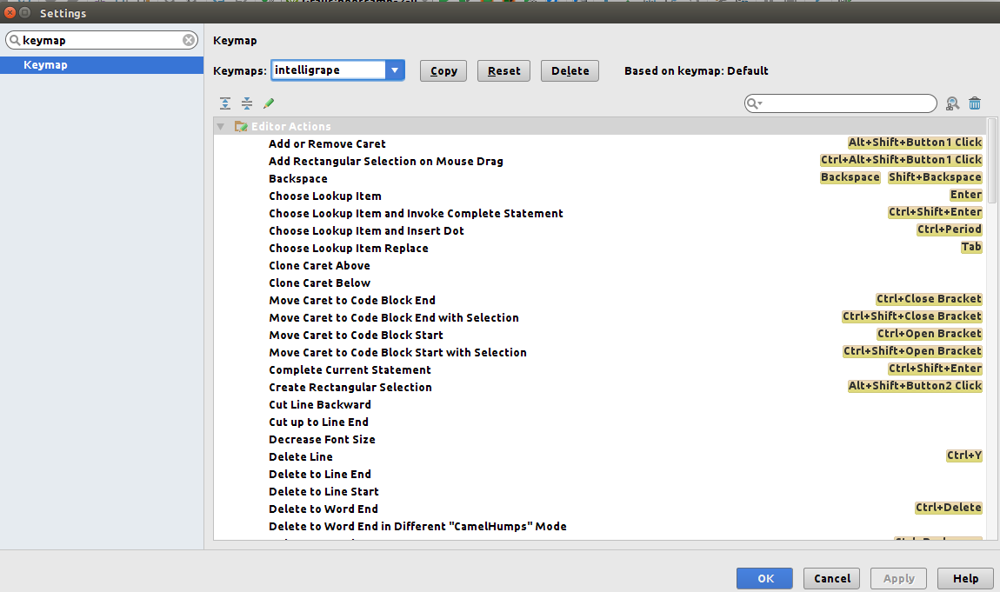 Settings
keymap
Keymap
Keymap
Keymaps: intelligrape Copy Reset Delete Based on keymap: Default
Editor Actions
Add or Remove Caret Alt+Shift+Button1 Click
Add Rectangular Selection on Mouse Drag Ctrl+Alt+Shift+Button1 Click
Backspace Backspace Shift+Backspace
Choose Lookup Item Enter
Choose Lookup Item and Invoke Complete Statement Ctrl+Shift+Enter
Choose Lookup Item and Insert Dot Ctrl+Period
Choose Lookup Item Replace Tab
Clone Caret Above
Clone Caret Below
Move Caret to Code Block End Ctrl+Close Bracket
Move Caret to Code Block End with Selection Ctrl+Shift+Close Bracket
Move Caret to Code Block Start Ctrl+Open Bracket
Move Caret to Code Block Start with Selection Ctrl+Shift+Open Bracket
Complete Current Statement Ctrl+Shift+Enter
Create Rectangular Selection Alt+Shift+Button2 Click
Cut Line Backward
Cut up to Line End
Decrease Font Size
Delete Line Ctrl+Y
Delete to Line End
Delete to Line Start
Delete to Word End Ctrl+Delete
Delete to Word End in Different "CamelHumps" Mode
OK Cancel Apply Help